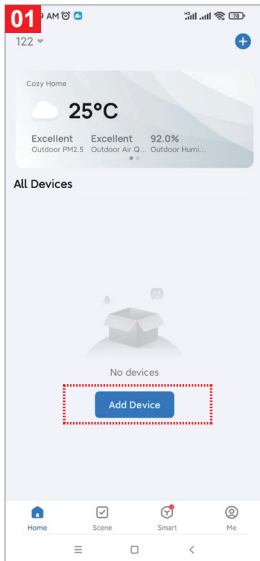 01
AM
78
122
Cozy Home
25°C
Excellent Excellent 92.0%
Outdoor PM2.5 Outdoor Air Q... Outdoor Humi...
All Devices
No devices
Add Device
Home Scene Smart Me